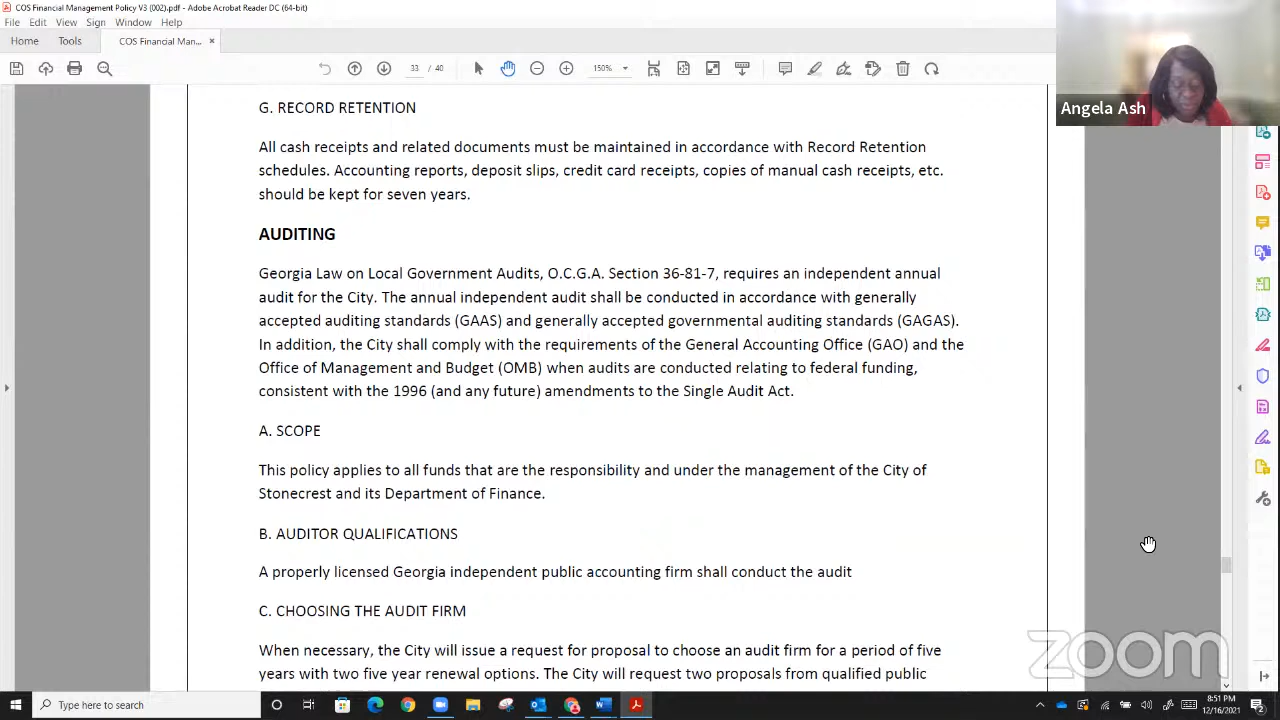 COS Financial Management Policy V3 (002).pdf - Adobe Acrobat Reader DC (64-bit)
File Edit View Sign Window Help
Home Tools COS Financial Man... ×
33 / 40 150%
Angela Ash
G. RECORD RETENTION
All cash receipts and related documents must be maintained in accordance with Record Retention
schedules. Accounting reports, deposit slips, credit card receipts, copies of manual cash receipts, etc.
should be kept for seven years.
AUDITING
Georgia Law on Local Government Audits, O.C.G.A. Section 36-81-7, requires an independent annual
audit for the City. The annual independent audit shall be conducted in accordance with generally
accepted auditing standards (GAAS) and generally accepted governmental auditing standards (GAGAS).
In addition, the City shall comply with the requirements of the General Accounting Office (GAO) and the
Office of Management and Budget (OMB) when audits are conducted relating to federal funding,
consistent with the 1996 (and any future) amendments to the Single Audit Act.
A. SCOPE
This policy applies to all funds that are the responsibility and under the management of the City of
Stonecrest and its Department of Finance.
B. AUDITOR QUALIFICATIONS
A properly licensed Georgia independent public accounting firm shall conduct the audit
C. CHOOSING THE AUDIT FIRM
When necessary, the City will issue a request for proposal to choose an audit firm for a period of five
years with two five year renewal options. The City will request two proposals from qualified public
zoom
Type here to search
8:51 PM
12/16/2021